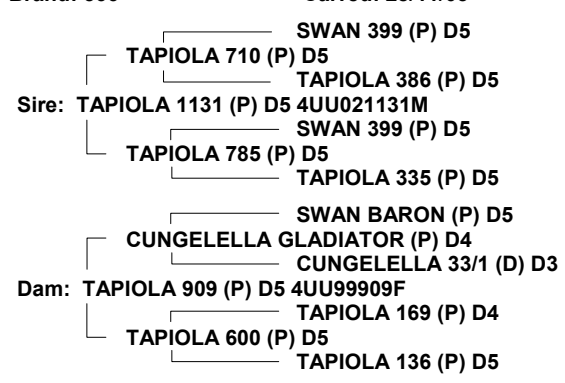 SWAN 399 (P) D5
TAPIOLA 710 (P) D5
TAPIOLA 386 (P) D5
Sire: TAPIOLA 1131 (P) D5 4UU021131M
SWAN 399 (P) D5
TAPIOLA 785 (P) D5
TAPIOLA 335 (P) D5
SWAN BARON (P) D5
CUNGELELLA GLADIATOR (P) D4
CUNGELELLA 33/1 (D) D3
Dam: TAPIOLA 909 (P) D5 4UU99909F
TAPIOLA 169 (P) D4
TAPIOLA 600 (P) D5
TAPIOLA 136 (P) D5